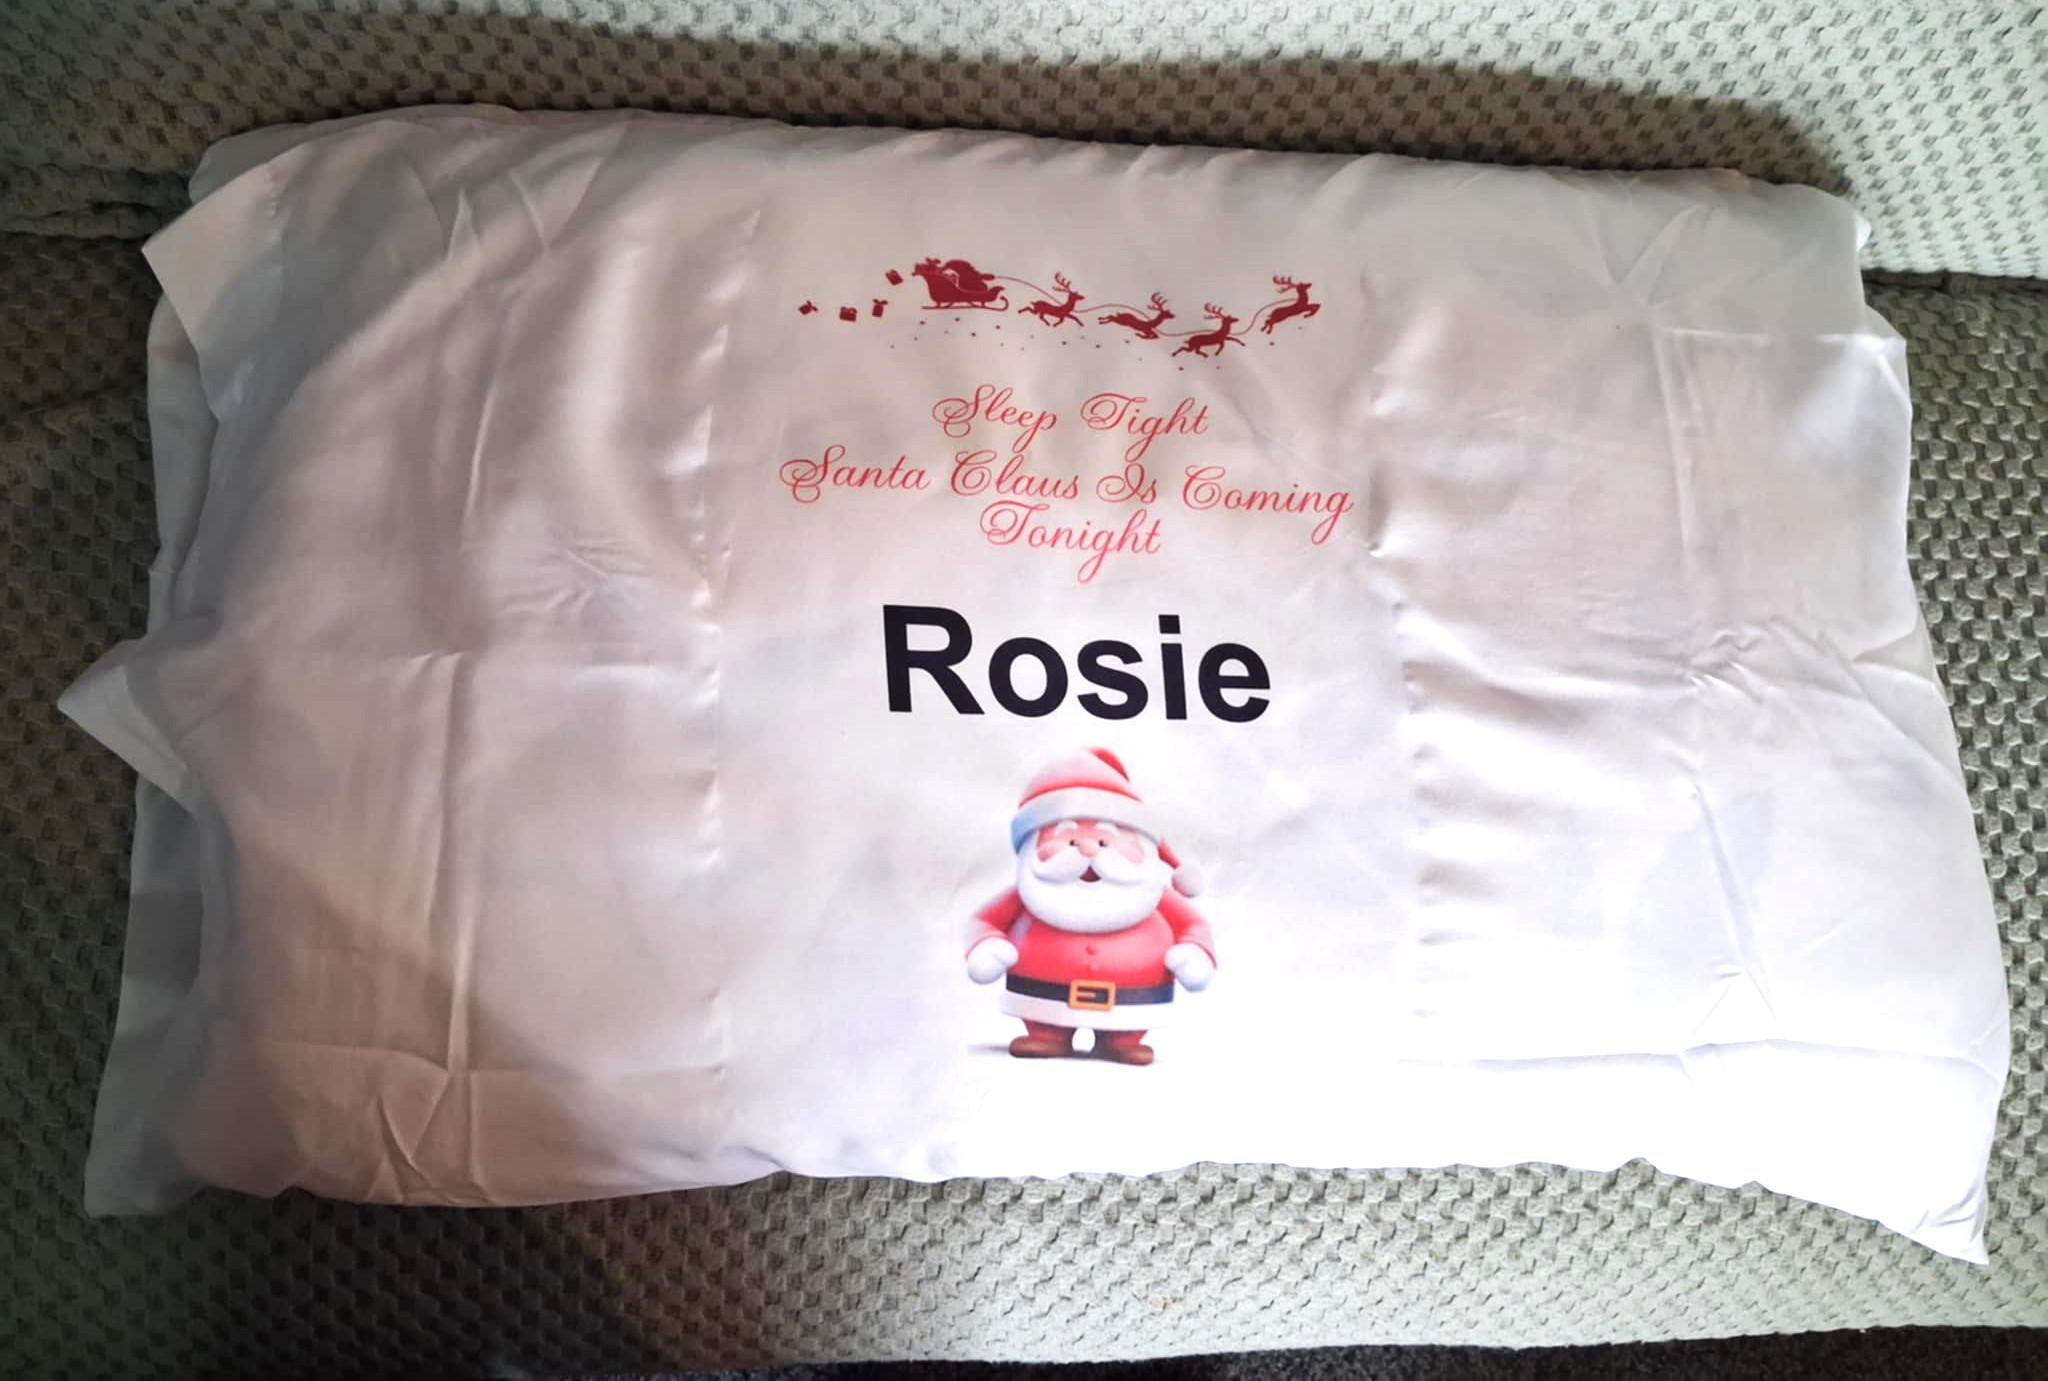 Sleep Tight
Santa Claus Is Coming
Tonight
Rosie